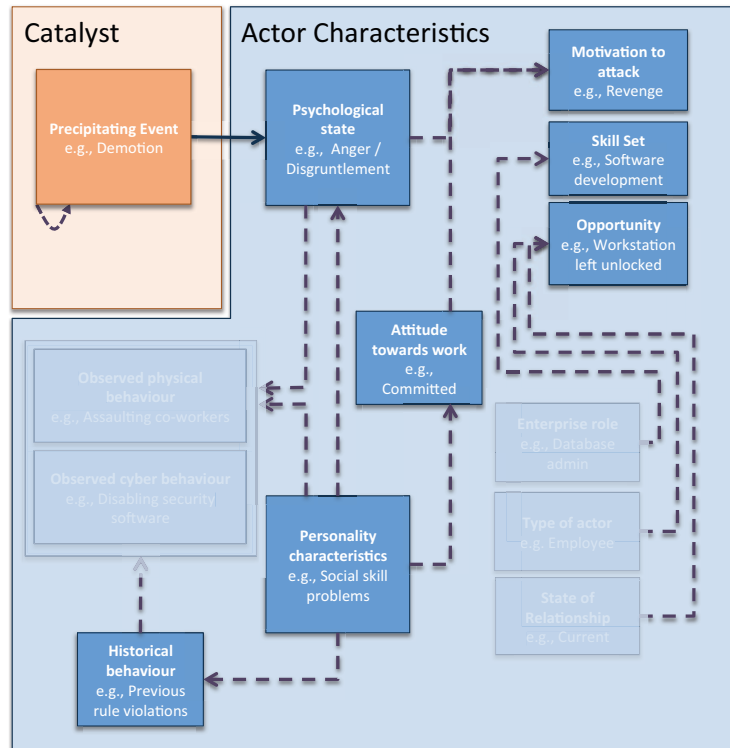 Catalyst
Actor Characteristics
Precipitating Event
e.g., Demotion
Psychological
state
e.g., Anger /
Disgruntlement
Motivation to
attack
e.g., Revenge
Skill Set
e.g., Software
development
Opportunity
e.g., Workstation
left unlocked
Attitude
towards work
e.g.,
Committed
Observed physical
behaviour
e.g., Assaulting co-workers
Observed cyber behaviour
e.g., Disabling security
software
Enterprise role
e.g., Database
admin
Type of actor
e.g. Employee
State of
Relationship
e.g., Current
Personality
characteristics
e.g., Social skill
problems
Historical
behaviour
e.g., Previous
rule violations